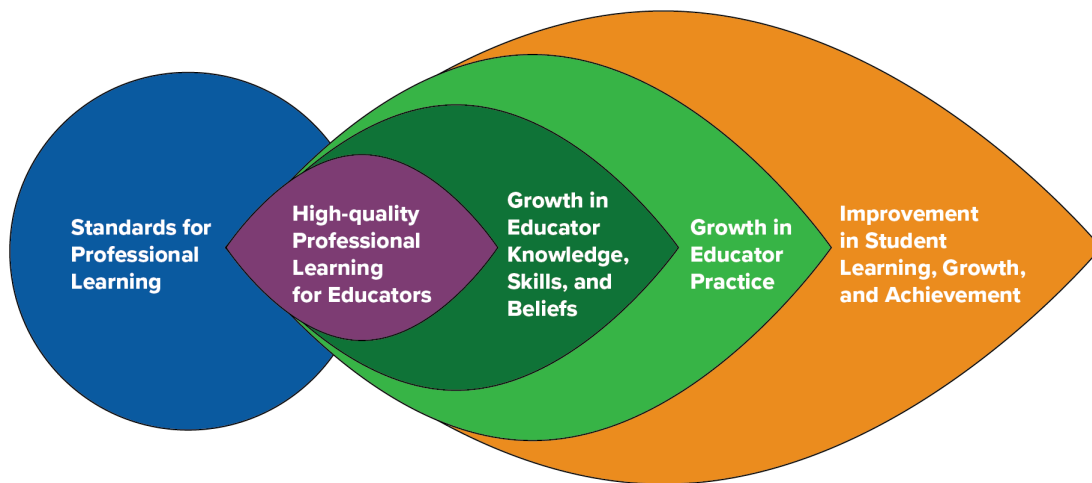 Standards for
Professional
Learning
High-quality
Professional
Learning
for Educators
Growth in
Educator
Knowledge,
Skills, and
Beliefs
Growth in
Educator
Practice
Improvement
in Student
Learning, Growth,
and Achievement